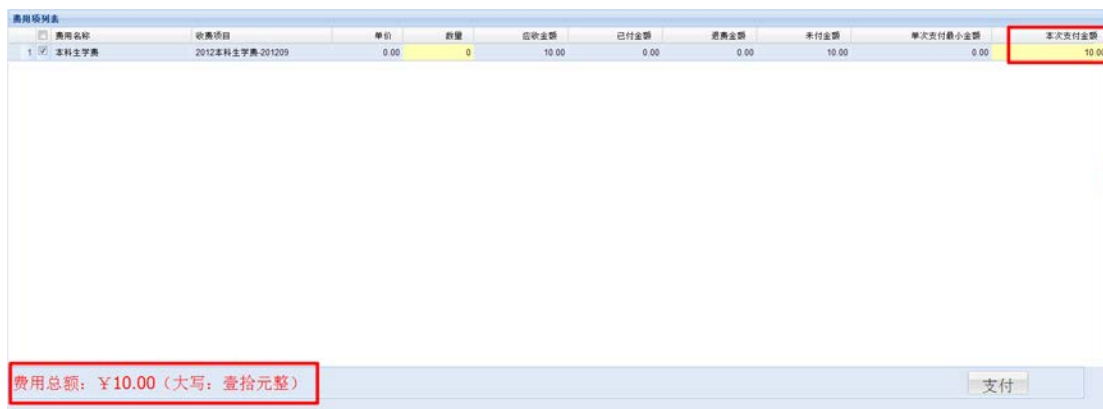 费用项列表
费用名称 收费项目 单价 数量 应收金额 已付金额 退费金额 未付金额 单次支付最小金额 本次支付金额
1 本科生学费 2012本科生学费-201209 0.00 0 10.00 0.00 0.00 10.00 0.00 10.00
费用总额：￥10.00（大写：壹拾元整） 支付